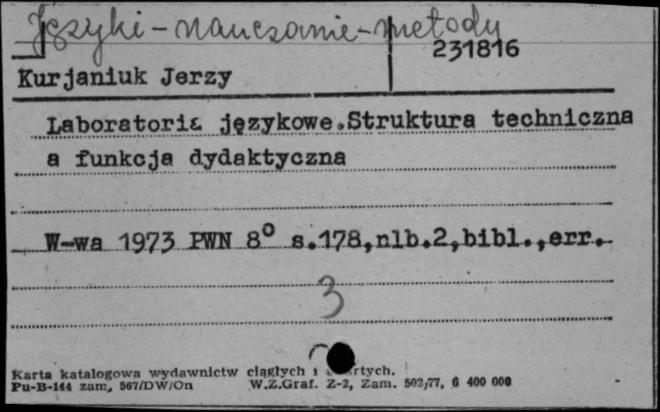 Języki - nauczanie - metody
231816
Kurjaniuk Jerzy
Laboratoria językowe.Struktura techniczna
a funkcja dydaktyczna
W-wa 1973 PWN 8° s.178,nlb.2,bibl.,err.
3
Karta katalogowa wydawnictw ciągłych i
Pu-B-144 zam, 567/DW/On W.Z.Graf. Z-2, Zam. 502/77, 6 400 000